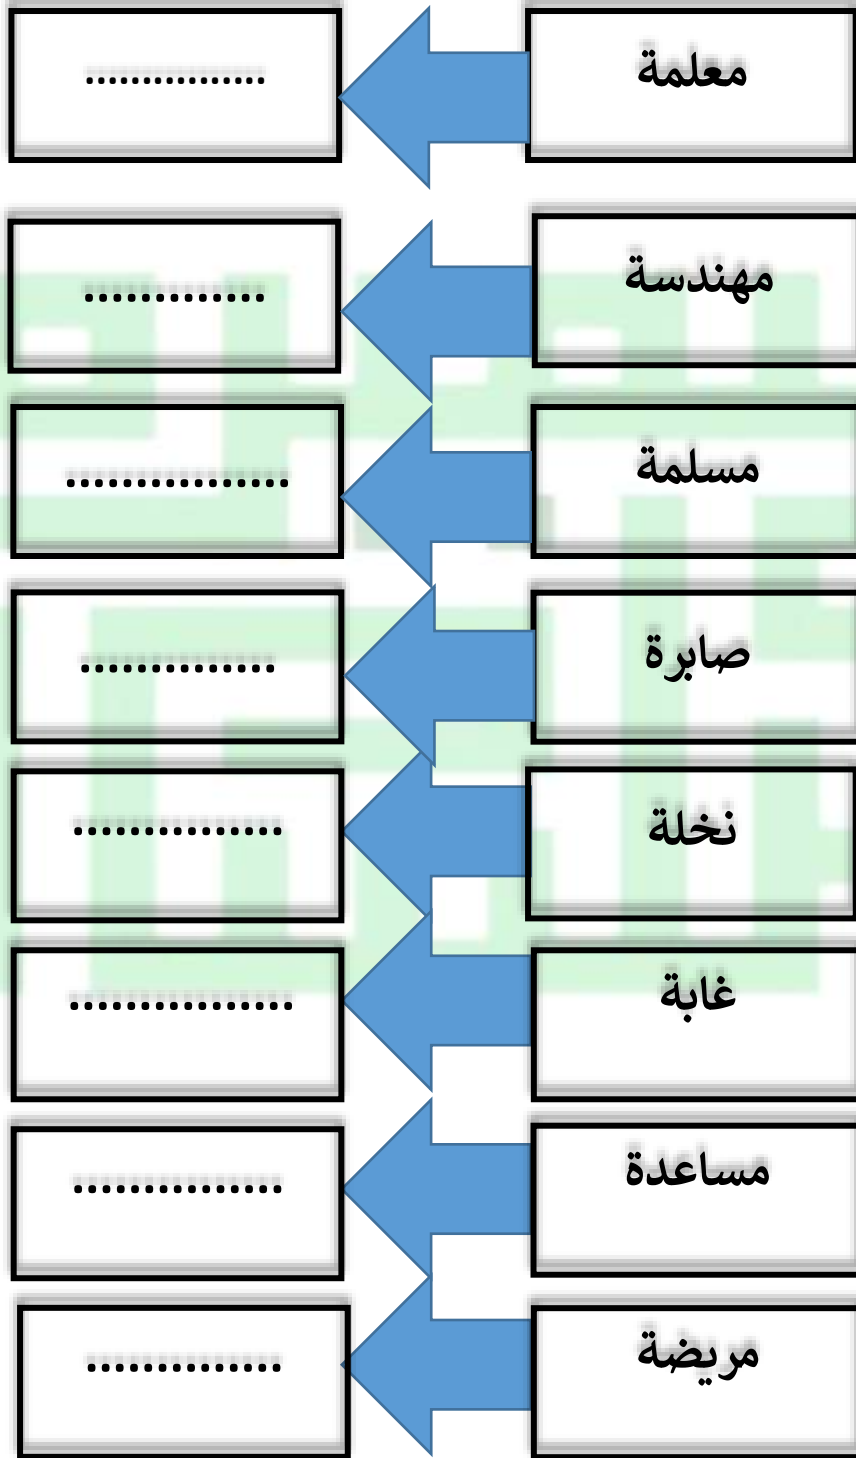 معلمة ................
مهندسة .............
مسلمة ................
صابرة ..............
نخلة ...............
غابة ................
مساعدة ...............
مريضة ..............